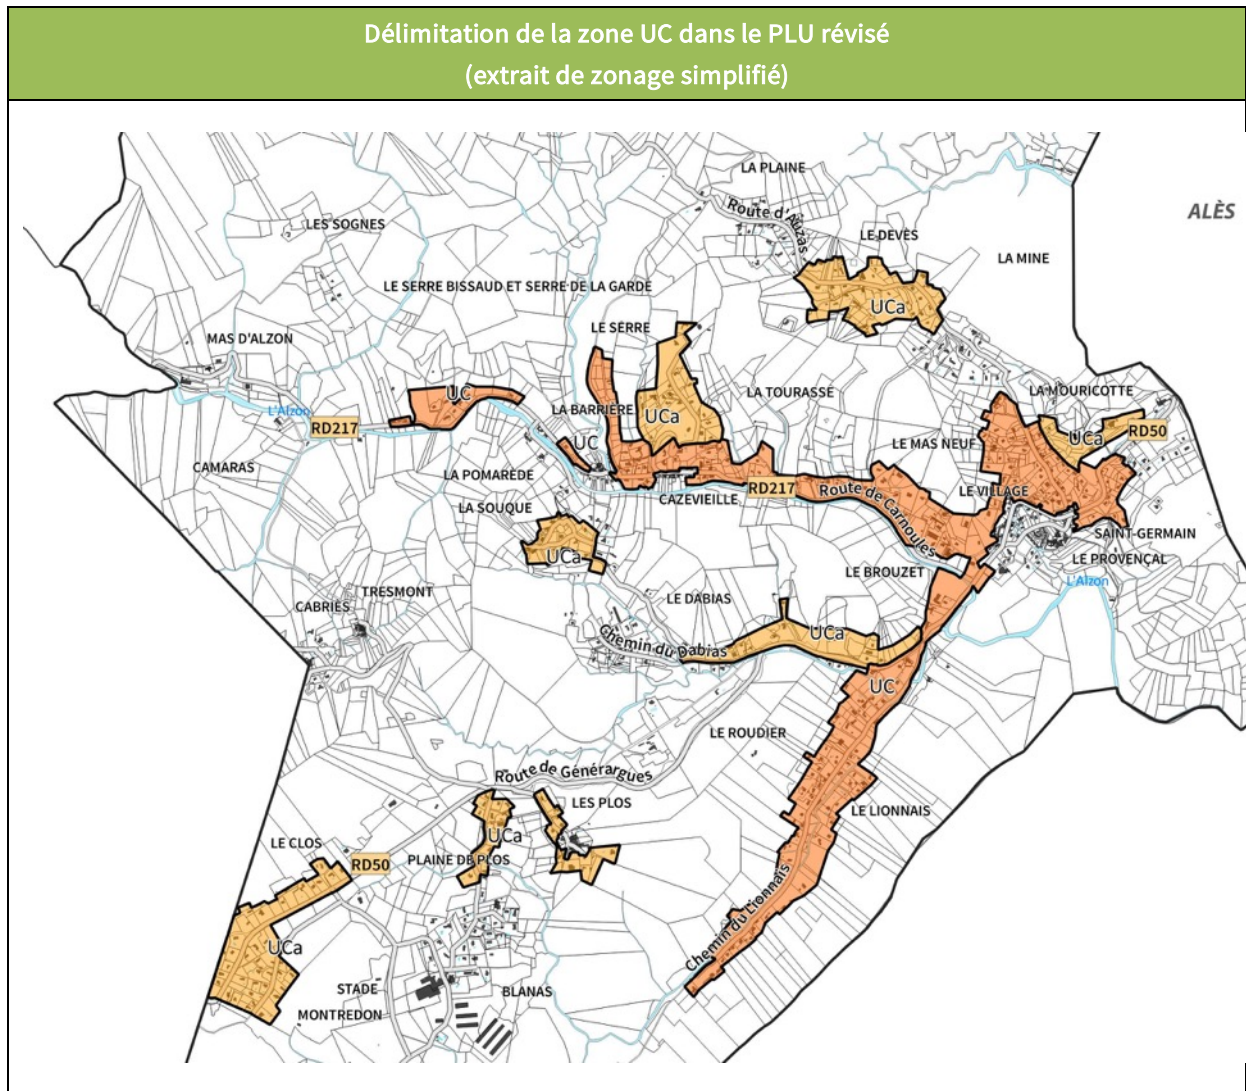 Délimitation de la zone UC dans le PLU révisé
(extrait de zonage simplifié)
LA PLAINE
ALÈS
Route d'Auzas
LES SOGNES
LE DEVÈS
LA MINE
LE SERRE BISSAUD ET SERRE DE LA GARDE
UCa
LE SERRE
MAS D'ALZON
LA TOURASSE
LA MOURICOTTE
UC
L'Alzon
LA BARRIÈRE
UCa
RD217
UC
LE MAS NEUF
UCa
RD50
CAMARAS
LA POMARÈDE
RD217
LE VILLAGE
CAZEVIEILLE
Route de Carnoules
LA SOUQUE
SAINT-GERMAIN
UCa
LE PROVENÇAL
LE BROUZET
L'Alzon
TRESMONT
LE DABIAS
CABRIÈS
Chemin du Dabias
UCa
UC
LE ROUDIER
Route de Générargues
LES PLOS
LE LIONNAIS
UCa
LE CLOS
RD50
PLAINE DE PLOS
Chemin du Lionnais
UCa
STADE
BLANAS
MONTREDON